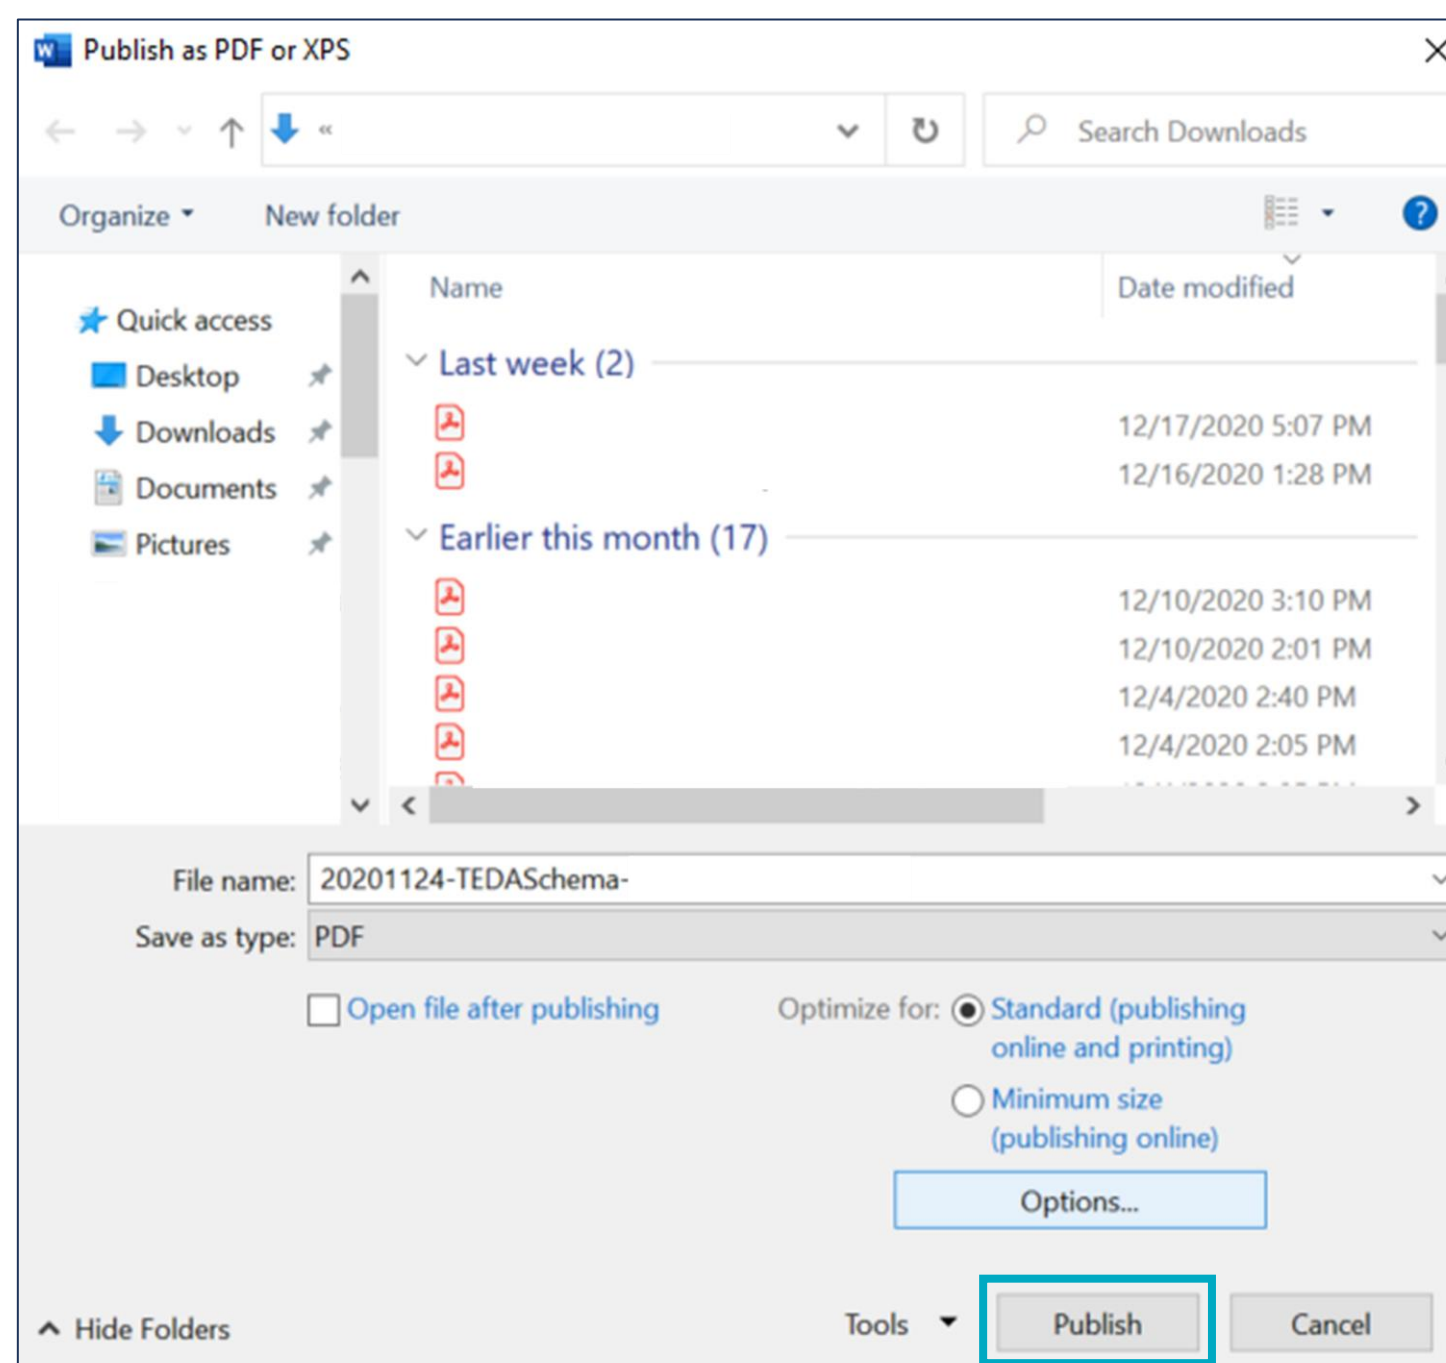 Publish as PDF or XPS
«
Search Downloads
Organize
New folder
?
Name
Date modified
Quick access
Desktop
Downloads
Documents
Pictures
Last week (2)
12/17/2020 5:07 PM
12/16/2020 1:28 PM
Earlier this month (17)
12/10/2020 3:10 PM
12/10/2020 2:01 PM
12/4/2020 2:40 PM
12/4/2020 2:05 PM
File name: 20201124-TEDASchema-
Save as type: PDF
Open file after publishing
Optimize for: Standard (publishing
online and printing)
Minimum size
(publishing online)
Options...
Hide Folders
Tools
Publish
Cancel